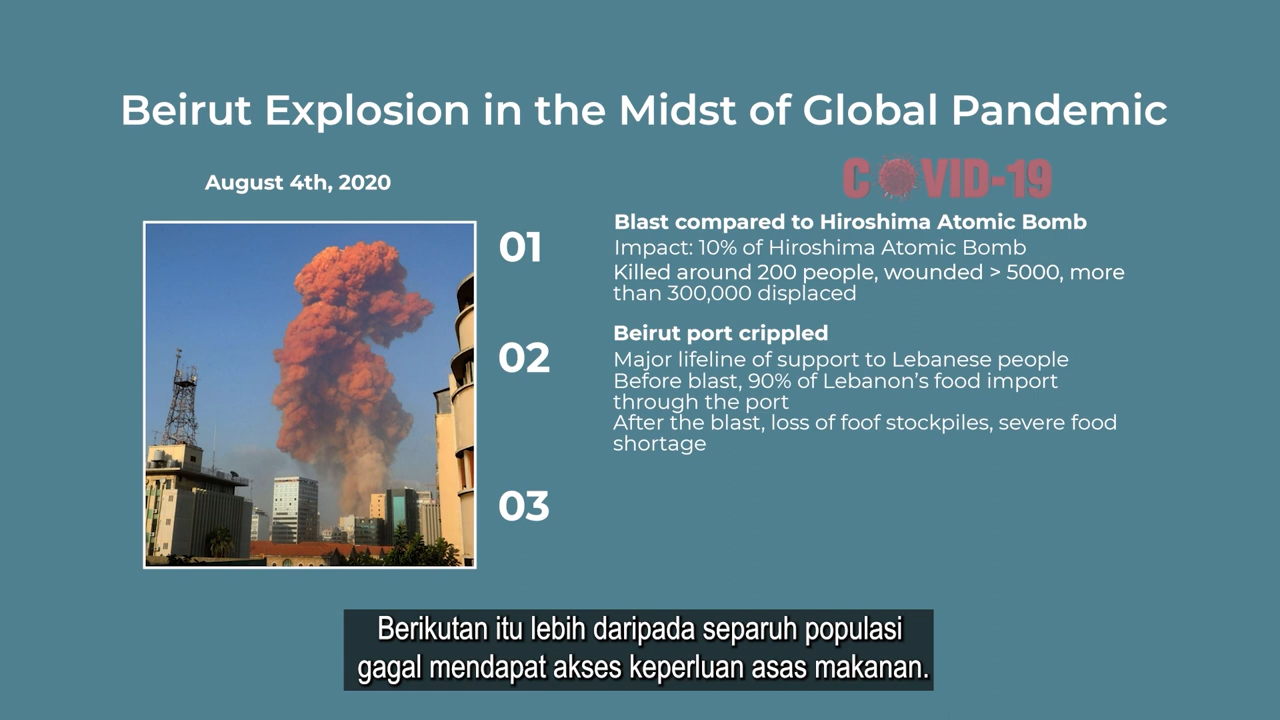 Beirut Explosion in the Midst of Global Pandemic
August 4th, 2020
COVID-19
01
Blast compared to Hiroshima Atomic Bomb
Impact: 10% of Hiroshima Atomic Bomb
Killed around 200 people, wounded > 5000, more
than 300,000 displaced
02
Beirut port crippled
Major lifeline of support to Lebanese people
Before blast, 90% of Lebanon’s food import
through the port
After the blast, loss of foof stockpiles, severe food
shortage
03
Berikutan itu lebih daripada separuh populasi
gagal mendapat akses keperluan asas makanan.